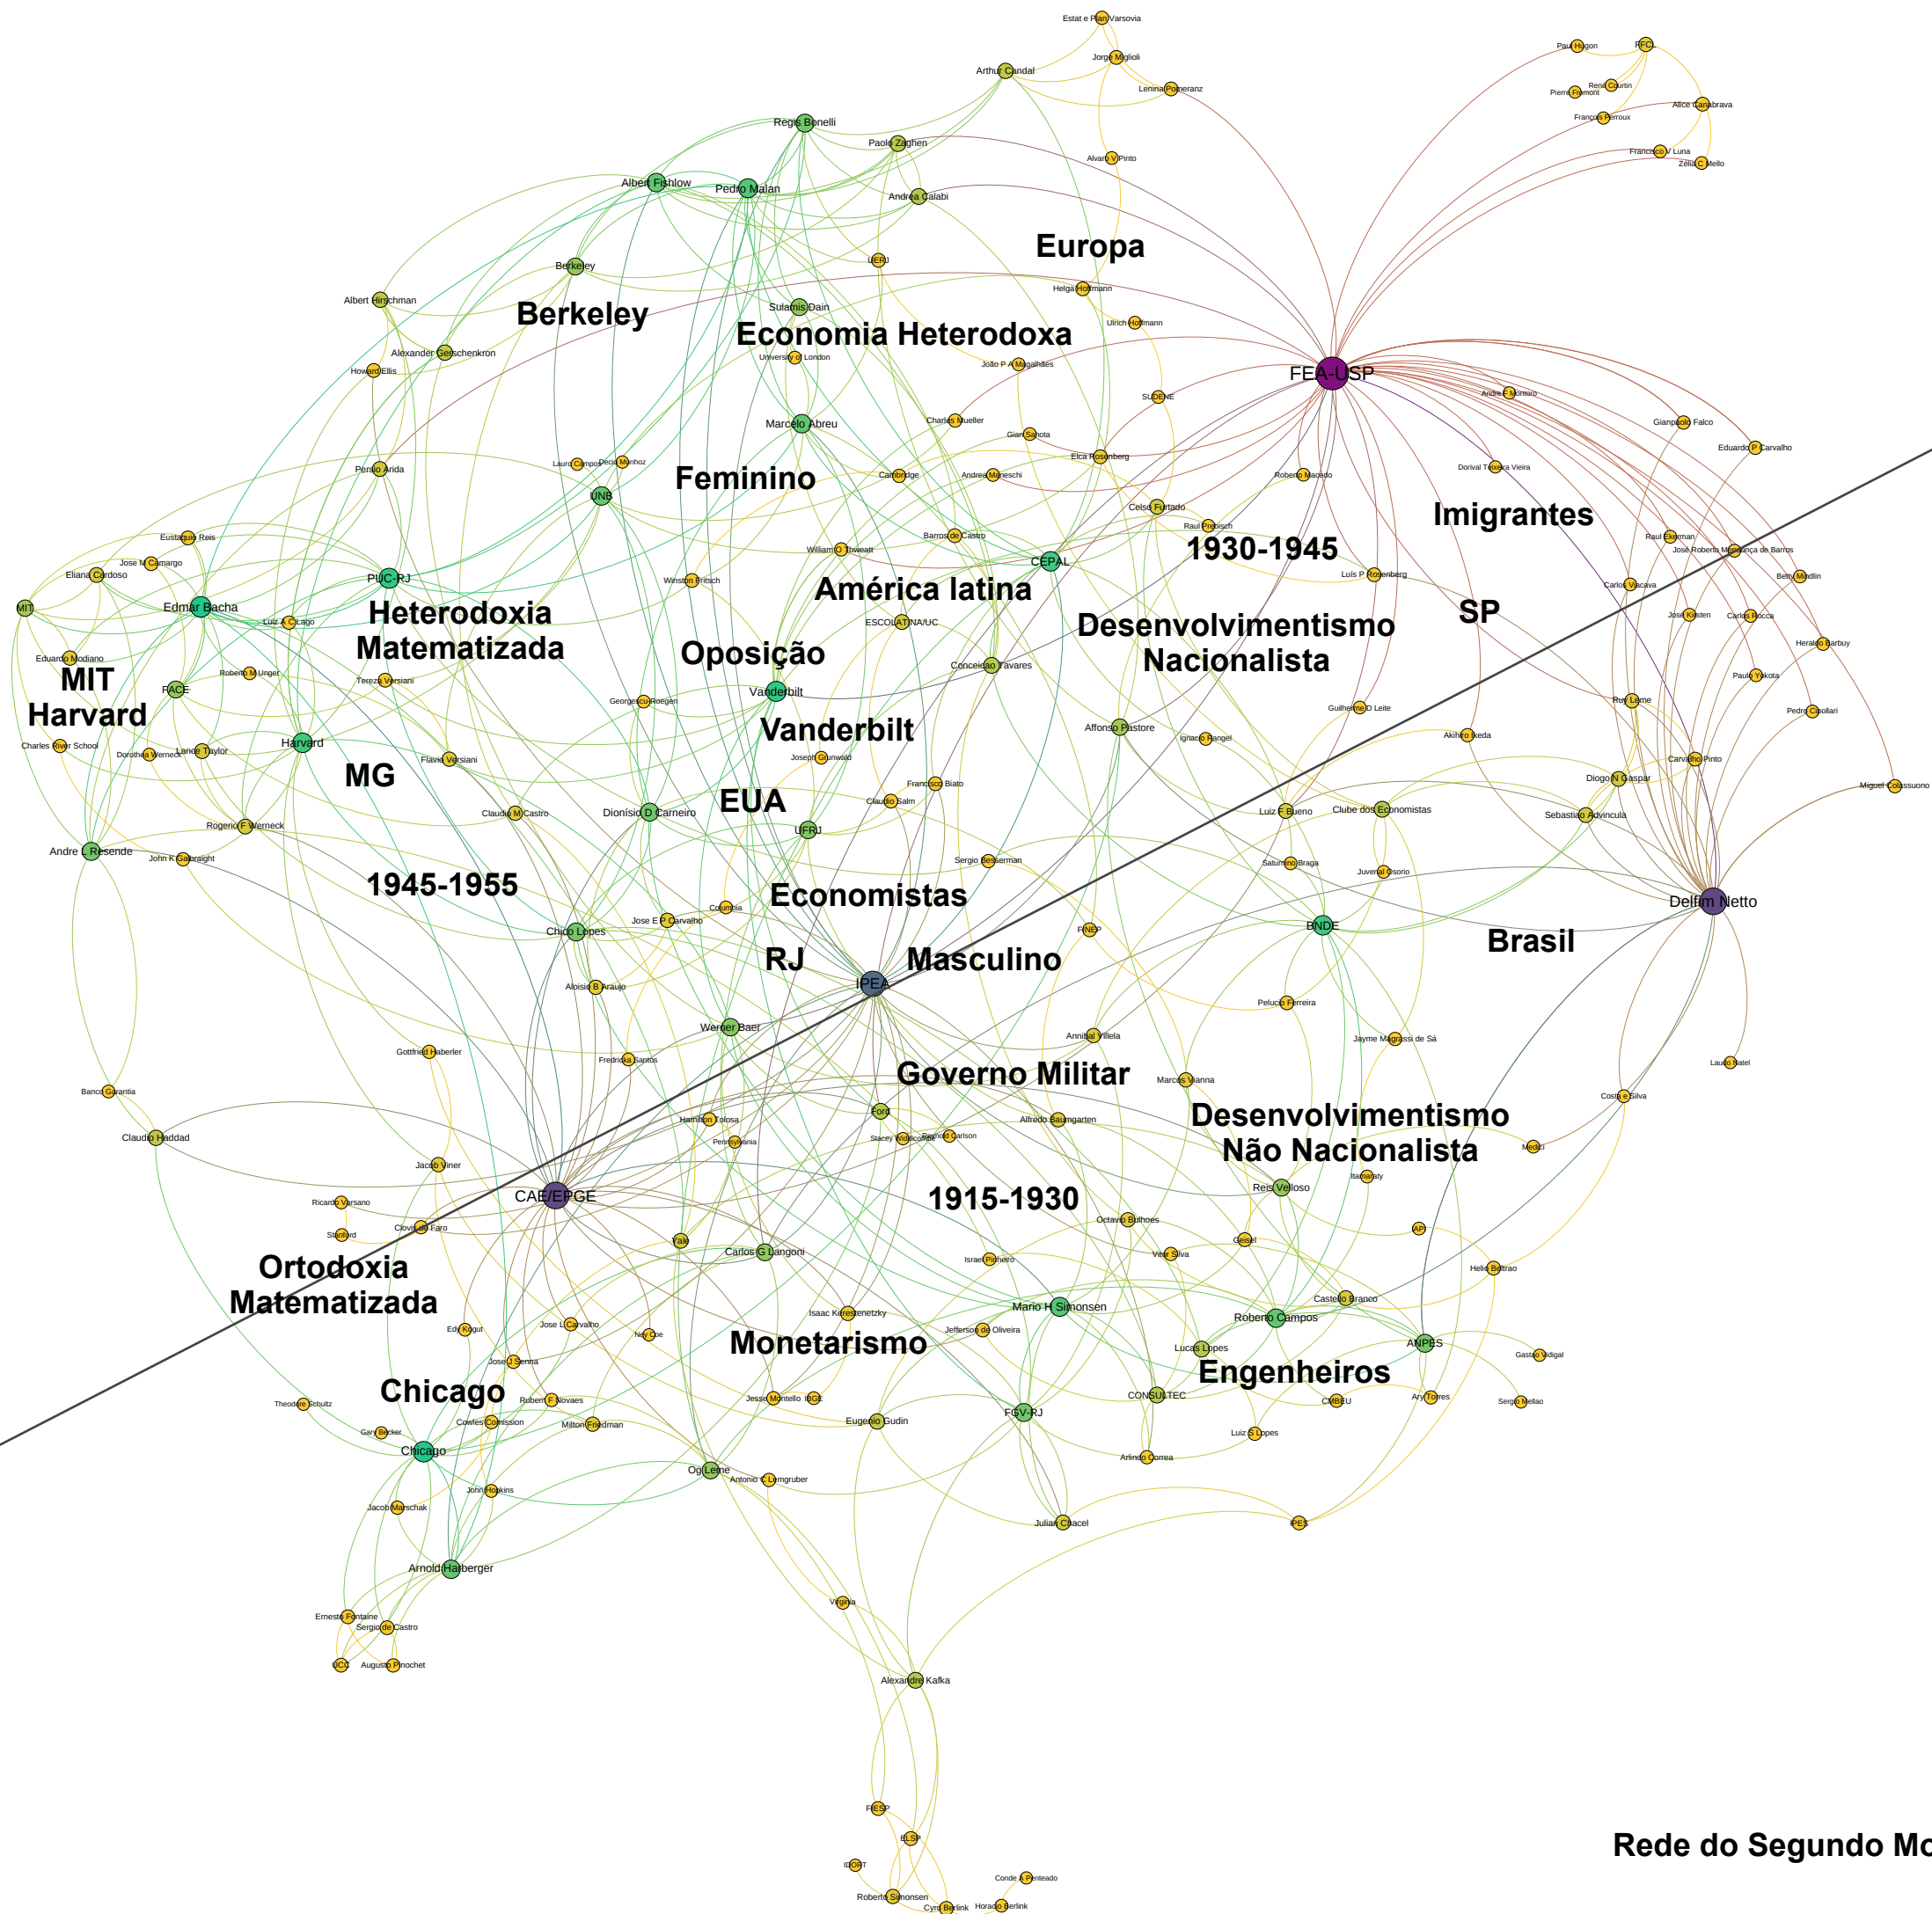 Estat e Plan Varsovia
Paul Hugon
FFCL
Jorge Miglioli
Arthur Candal
Lenina Pomeranz
Rene Courtin
Pierre Fromont
Alice Canabrava
François Perroux
Regis Bonelli
Paolo Zaghen
Francisco V Luna
Alvaro V Pinto
Zelia C Mello
Albert Fishlow
Pedro Malan
Andrea Calabi
Europa
UERJ
Berkeley
Helga Hoffmann
Albert Hirschman
Sulamis Dain
Berkeley
Ulrich Hoffmann
Economia Heterodoxa
Alexander Gerschenkron
University of London
João P A Magalhães
Howard Ellis
FEA-USP
Andre F Montoro
SUDENE
Charles Mueller
Marcelo Abreu
Gianpaolo Falco
Gian Sahota
Eduardo P Carvalho
Elca Rosenberg
Lauro Campos
Decio Munhoz
Persio Arida
Dorival Teixeira Vieira
Feminino
Cambridge
Andrea Maneschi
Roberto Macedo
UNB
Celso Furtado
Imigrantes
Raul Prebisch
Eustaquio Reis
Barros de Castro
Raul Ekerman
William O Thweatt
1930-1945
José Roberto Mendonça de Barros
Jose M Camargo
CEPAL
Eliana Cardoso
PUC-RJ
Winston Fritsch
Luís P Rosenberg
Betty Mindlin
América latina
Carlos Viacava
MIT
Edmar Bacha
Heterodoxia
Matematizada
Luiz A C Lago
ESCOLATINA/UC
Desenvolvimentismo
Nacionalista
SP
José Kirsten
Carlos Rocca
Heraldo Barbuy
Oposição
Eduardo Modiano
Conceicao Tavares
MIT
Harvard
Roberto M Unger
Tereza Versiani
Paulo Yokota
PACE
Vanderbilt
Georgescu-Roegen
Ruy Leme
Guilherme D Leite
Pedro Cipollari
Vanderbilt
Affonso Pastore
Charles River School
Dorothea Werneck
Lance Taylor
Harvard
Ignacio Rangel
Akihiro Ikeda
Flavio Versiani
Joseph Grunwald
Carvalho Pinto
MG
Diogo N Gaspar
Francisco Biato
Miguel Colassuono
EUA
Claudio Salm
Claudio M Castro
Dionísio D Carneiro
Luiz F Bueno
Clube dos Economistas
Sebastiao Advincula
Rogerio F Werneck
UFRJ
Andre L Resende
John K Galbraight
Sergio Besserman
Saturnino Braga
Juvenal Osorio
1945-1955
Economistas
Delfim Netto
Columbia
Jose E P Carvalho
BNDE
Chico Lopes
FINEP
Brasil
RJ
Masculino
IPEA
Aloisio B Araujo
Pelucio Ferreira
Werner Baer
Annibal Villela
Jayme Magrassi de Sá
Gottfried Haberler
Fredricka Santos
Laudo Natel
Governo Militar
Marcos Vianna
Banco Garantia
Costa e Silva
Ford
Desenvolvimentismo
Não Nacionalista
Hamilton Tolosa
Alfredo Baumgarten
Claudio Haddad
Pennsylvania
Medici
Jacob Viner
Itamaraty
Reis Velloso
CAE/EPGE
1915-1930
Ricardo Varsano
Octavio Bulhoes
Clovis de Faro
Stanford
Yale
Geisel
Carlos G Langoni
Vitor Silva
Israel Pinheiro
Ortodoxia
Matematizada
Helio Beltrao
Castello Branco
Isaac Kerestenetzky
Mario H Simonsen
Roberto Campos
Jose L Carvalho
Edy Kogut
Ney Coe
Jefferson de Oliveira
Monetarismo
ANPES
Lucas Lopes
Gastao Vidigal
Jose J Senna
Engenheiros
Chicago
CONSULTEC
Jesse Montello
IBGE
Rubem F Novaes
Theodore Schultz
CMBEU
Ary Torres
Sergio Mellao
FGV-RJ
Eugenio Gudin
Cowles Comission
Milton Friedman
Gary Becker
Luiz S Lopes
Chicago
Arlindo Correa
Og Leme
Antonio C Lemgruber
John Hopkins
Jacob Marschak
Julian Chacel
IPES
Arnold Harberger
Virginia
Ernesto Fontaine
Sergio de Castro
UCC
Augusto Pinochet
Alexandre Kafka
FIESP
ELSP
Rede do Segundo Mo
IDORT
Conde A Penteado
Roberto Simonsen
Cyro Berlink
Horacio Berlink